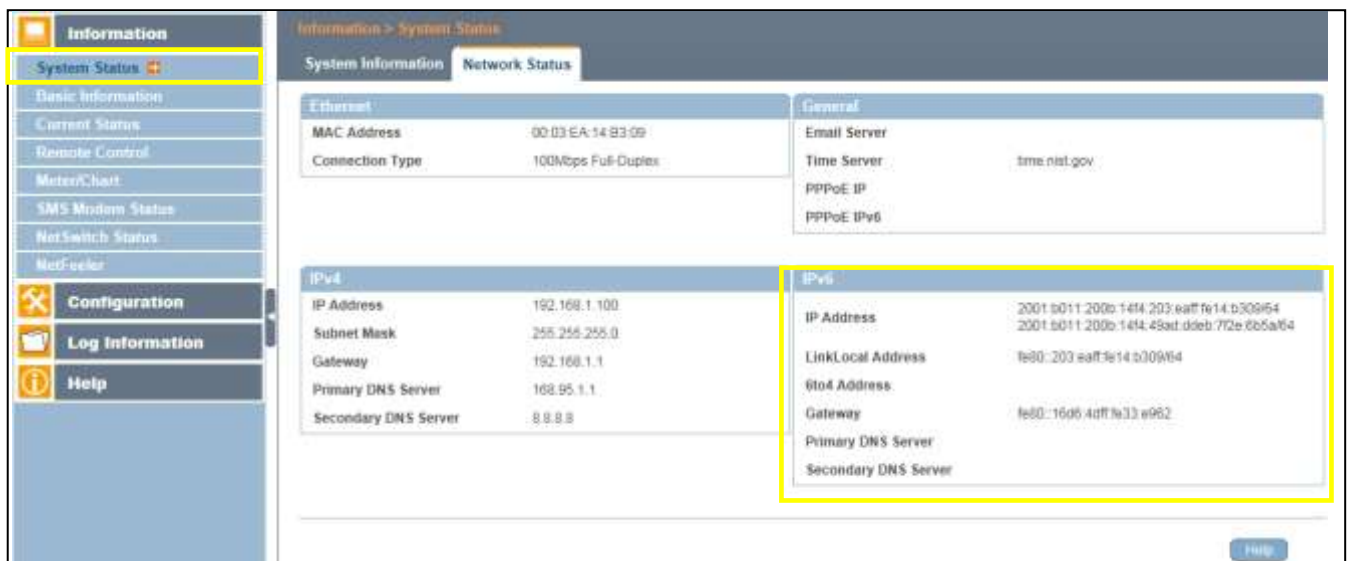 Information
System Status
Basic Information
Current Status
Remote Control
Meter/Chart
SMS Modem Status
NetSwitch Status
NetFeeler
Configuration
Log Information
Help
Information > System Status
System Information
Network Status
Ethernet
MAC Address 00:03:EA:14:B3:09
Connection Type 100Mbps Full-Duplex
General
Email Server
Time Server time.nist.gov
PPPoE IP
PPPoE IPv6
IPv4
IP Address 192.168.1.100
Subnet Mask 255.255.255.0
Gateway 192.168.1.1
Primary DNS Server 168.95.1.1
Secondary DNS Server 8.8.8.8
IPv6
IP Address 2001:b011:200b:14f4:203:eaff:fe14:b309/64
2001:b011:200b:14f4:49ad:ddeb:7f2e:6b5a/64
LinkLocal Address fe80::203:eaff:fe14:b309/64
6to4 Address
Gateway fe80::16d6:4dff:fe33:e962
Primary DNS Server
Secondary DNS Server
Help